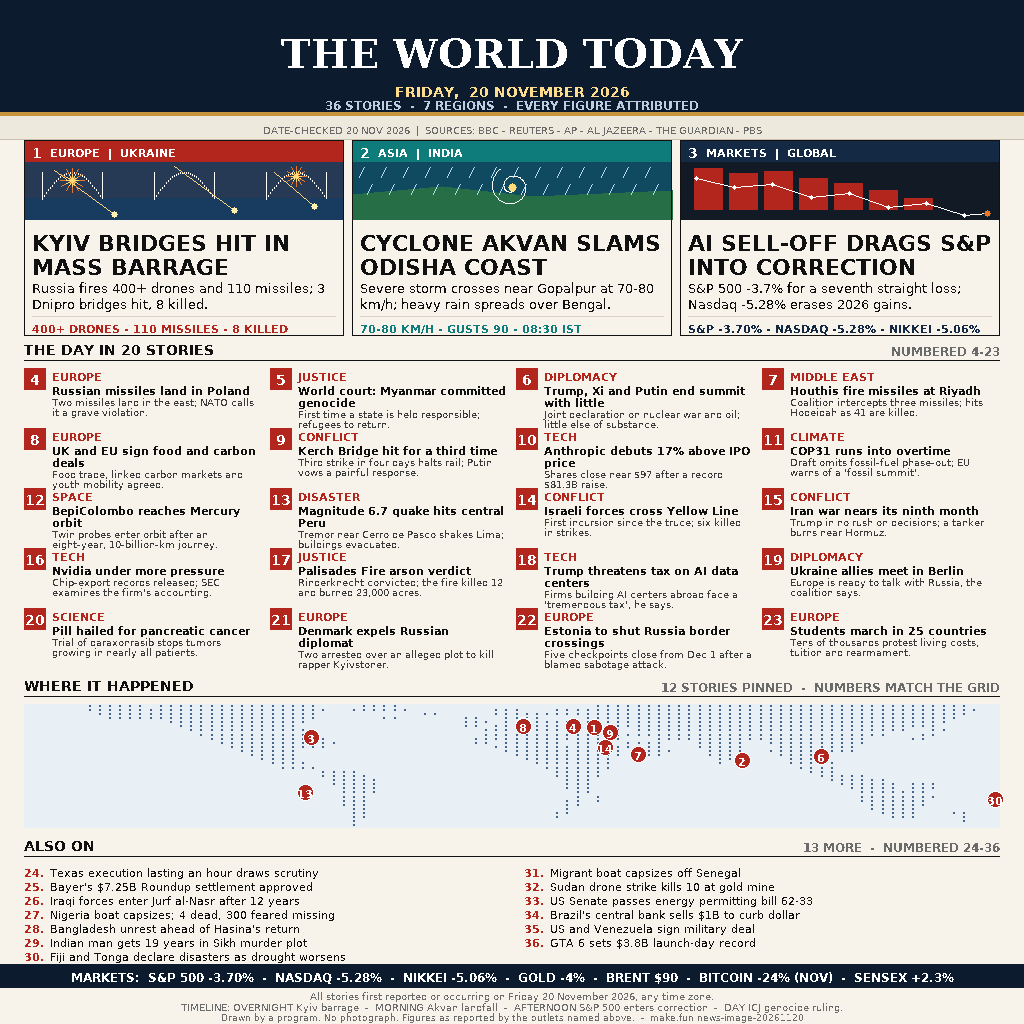 THE WORLD TODAY
FRIDAY, 20 NOVEMBER 2026
36 STORIES - 7 REGIONS - EVERY FIGURE ATTRIBUTED
DATE-CHECKED 20 NOV 2026 | SOURCES: BBC - REUTERS - AP - AL JAZEERA - THE GUARDIAN - PBS
1 EUROPE | UKRAINE
KYIV BRIDGES HIT IN
MASS BARRAGE
Russia fires 400+ drones and 110 missiles; 3
Dnipro bridges hit, 8 killed.
400+ DRONES - 110 MISSILES - 8 KILLED
2 ASIA | INDIA
CYCLONE AKVAN SLAMS
ODISHA COAST
Severe storm crosses near Gopalpur at 70-80
km/h; heavy rain spreads over Bengal.
70-80 KM/H - GUSTS 90 - 08:30 IST
3 MARKETS | GLOBAL
AI SELL-OFF DRAGS S&P
INTO CORRECTION
S&P 500 -3.7% for a seventh straight loss;
Nasdaq -5.28% erases 2026 gains.
S&P -3.70% - NASDAQ -5.28% - NIKKEI -5.06%
THE DAY IN 20 STORIES
NUMBERED 4-23
4 EUROPE
Russian missiles land in Poland
Two missiles land in the east; NATO calls
it a grave violation.
5 JUSTICE
World court: Myanmar committed
genocide
First time a state is held responsible;
refugees to return.
6 DIPLOMACY
Trump, Xi and Putin end summit
with little
Joint declaration on nuclear war and oil;
little else of substance.
7 MIDDLE EAST
Houthis fire missiles at Riyadh
Coalition intercepts three missiles; hits
Hodeidah as 41 are killed.
8 EUROPE
UK and EU sign food and carbon
deals
Food trade, linked carbon markets and
youth mobility agreed.
9 CONFLICT
Kerch Bridge hit for a third time
Third strike in four days halts rail; Putin
vows a painful response.
10 TECH
Anthropic debuts 17% above IPO
price
Shares close near $97 after a record
$81.3B raise.
11 CLIMATE
COP31 runs into overtime
Draft omits fossil-fuel phase-out; EU
warns of a 'fossil summit'.
12 SPACE
BepiColombo reaches Mercury
orbit
Twin probes enter orbit after an
eight-year, 10-billion-km journey.
13 DISASTER
Magnitude 6.7 quake hits central
Peru
Tremor near Cerro de Pasco shakes Lima;
buildings evacuated.
14 CONFLICT
Israeli forces cross Yellow Line
First incursion since the truce; six killed
in strikes.
15 CONFLICT
Iran war nears its ninth month
Trump in no rush on decisions; a tanker
burns near Hormuz.
16 TECH
Nvidia under more pressure
Chip-export records released; SEC
examines the firm's accounting.
17 JUSTICE
Palisades Fire arson verdict
Rinderknecht convicted; the fire killed 12
and burned 23,000 acres.
18 TECH
Trump threatens tax on AI data
centers
Firms building AI centers abroad face a
'tremendous tax', he says.
19 DIPLOMACY
Ukraine allies meet in Berlin
Europe is ready to talk with Russia, the
coalition says.
20 SCIENCE
Pill hailed for pancreatic cancer
Trial of daraxonrasib stops tumors
growing in nearly all patients.
21 EUROPE
Denmark expels Russian
diplomat
Two arrested over an alleged plot to kill
rapper Kyivstoner.
22 EUROPE
Estonia to shut Russia border
crossings
Five checkpoints close from Dec 1 after a
blamed sabotage attack.
23 EUROPE
Students march in 25 countries
Tens of thousands protest living costs,
tuition and rearmament.
WHERE IT HAPPENED
12 STORIES PINNED - NUMBERS MATCH THE GRID
8 4 1 9
3
14 7 2 6
13
30
ALSO ON
13 MORE - NUMBERED 24-36
24. Texas execution lasting an hour draws scrutiny
25. Bayer's $7.25B Roundup settlement approved
26. Iraqi forces enter Jurf al-Nasr after 12 years
27. Nigeria boat capsizes; 4 dead, 300 feared missing
28. Bangladesh unrest ahead of Hasina's return
29. Indian man gets 19 years in Sikh murder plot
30. Fiji and Tonga declare disasters as drought worsens
31. Migrant boat capsizes off Senegal
32. Sudan drone strike kills 10 at gold mine
33. US Senate passes energy permitting bill 62-33
34. Brazil's central bank sells $1B to curb dollar
35. US and Venezuela sign military deal
36. GTA 6 sets $3.8B launch-day record
MARKETS: S&P 500 -3.70% - NASDAQ -5.28% - NIKKEI -5.06% - GOLD -4% - BRENT $90 - BITCOIN -24% (NOV) - SENSEX +2.3%
All stories first reported or occurring on Friday 20 November 2026, any time zone.
TIMELINE: OVERNIGHT Kyiv barrage - MORNING Akvan landfall - AFTERNOON S&P 500 enters correction - DAY ICJ genocide ruling.
Drawn by a program. No photograph. Figures as reported by the outlets named above. - make.fun news-image-20261120